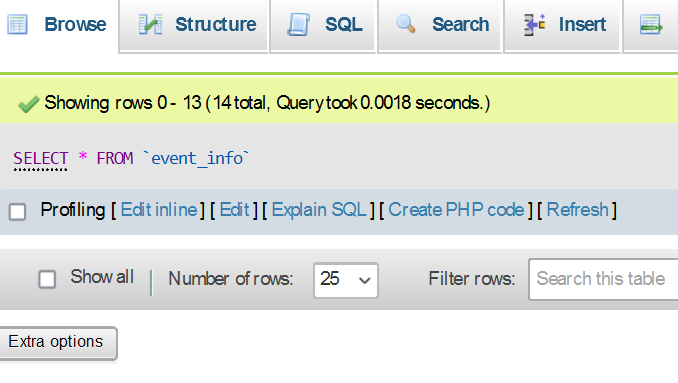 Browse Structure SQL Search Insert
Showing rows 0 - 13 (14 total, Query took 0.0018 seconds.)
SELECT * FROM `event_info`
Profiling [ Edit inline ] [ Edit ] [ Explain SQL ] [ Create PHP code ] [ Refresh ]
Show all | Number of rows: 25 Filter rows: Search this table
Extra options